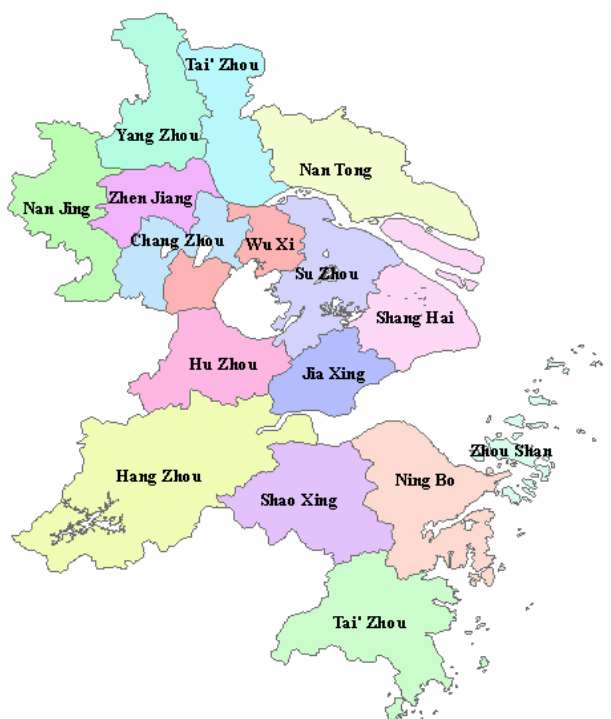 Tai' Zhou
Yang Zhou
Nan Tong
Zhen Jiang
Nan Jing
Chang Zhou
Wu Xi
Su Zhou
Shang Hai
Hu Zhou
Jia Xing
Zhou Shan
Hang Zhou
Ning Bo
Shao Xing
Tai' Zhou